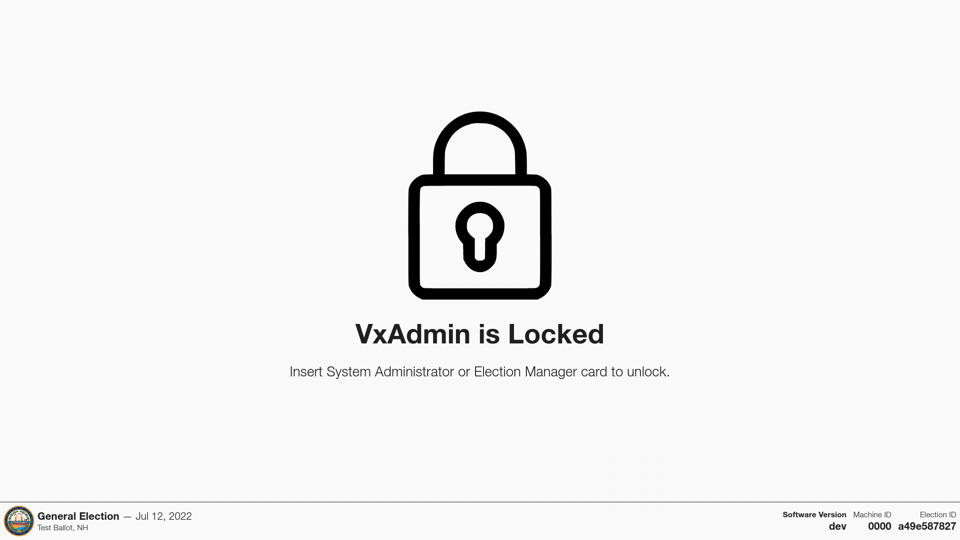 VxAdmin is Locked
Insert System Administrator or Election Manager card to unlock.
General Election — Jul 12, 2022
Test Ballot, NH
Software Version
dev
Machine ID
0000
Election ID
a49e587827